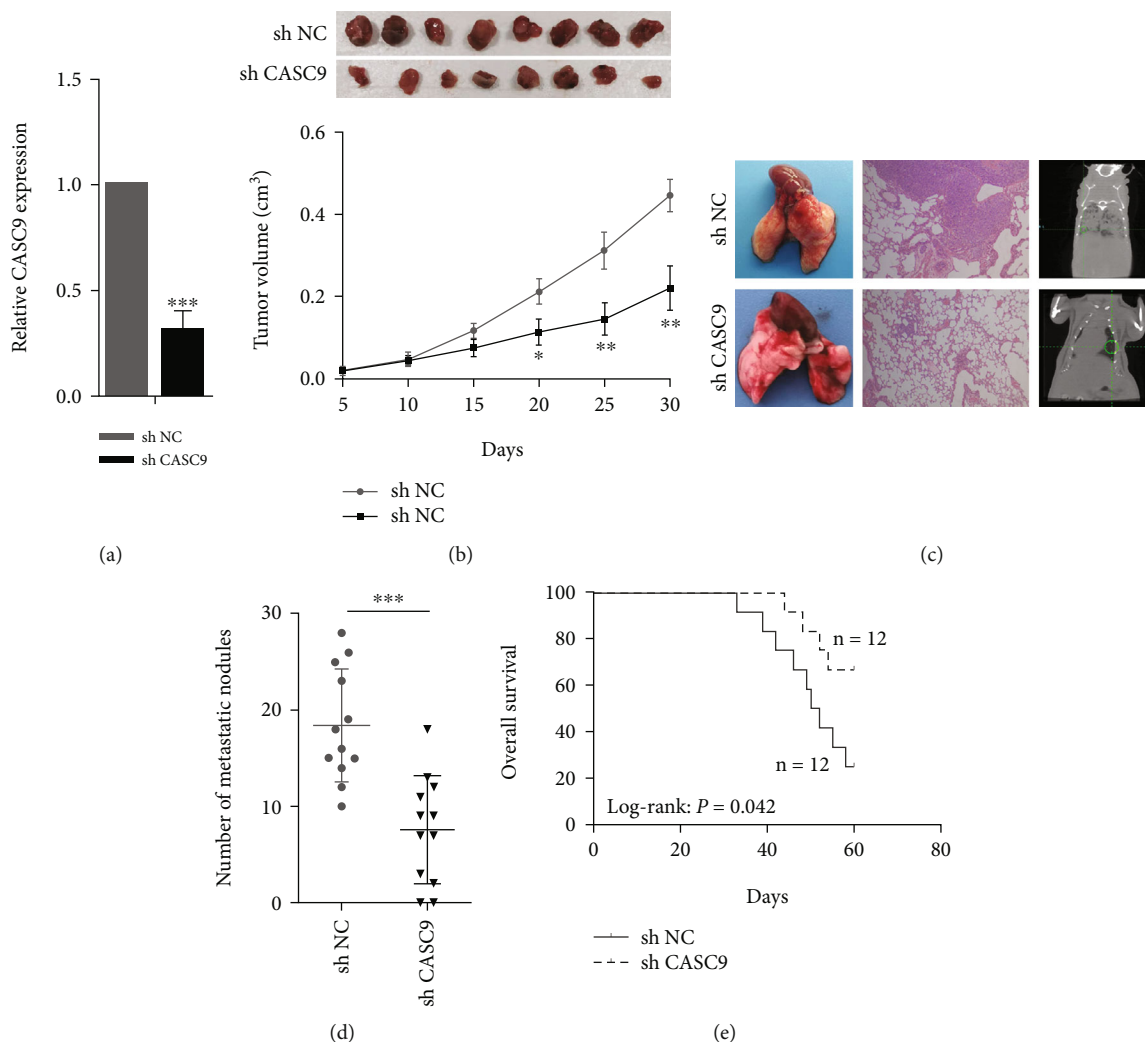 1.5
1.0
0.5
0.0
Relative CASC9 expression
***
sh NC
sh CASC9
(a)
sh NC
sh CASC9
0.6
0.4
0.2
0.0
Tumor volume (cm³)
*
**
**
5 10 15 20 25 30
Days
sh NC
sh NC
(b)
sh NC
sh CASC9
(c)
30
20
10
0
Number of metastatic nodules
***
sh NC
sh CASC9
(d)
100
80
60
40
20
0
Overall survival
n = 12
n = 12
Log-rank: P = 0.042
0 20 40 60 80
Days
sh NC
sh CASC9
(e)